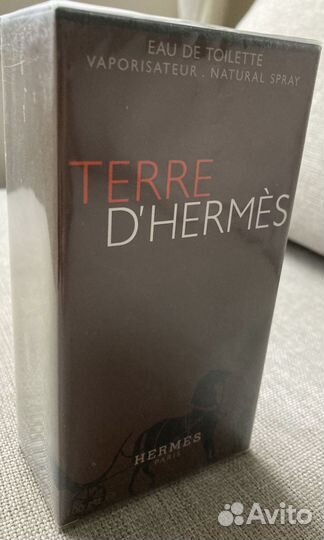 EAU DE TOILETTE
VAPORISATEUR . NATURAL SPRAY
TERRE
D'HERMÈS
HERMÈS
PARIS
Avito